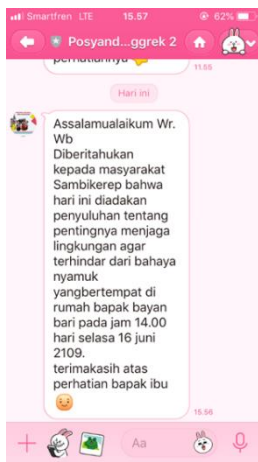 Smartfren LTE 15.57 62%
Posyand...ggrek 2
perhatiannya
11.55
Hari ini
Assalamualaikum Wr.
Wb
Diberitahukan
kepada masyarakat
Sambikerep bahwa
hari ini diadakan
penyuluhan tentang
pentingnya menjaga
lingkungan agar
terhindar dari bahaya
nyamuk
yangbertempat di
rumah bapak bayan
bari pada jam 14.00
hari selasa 16 juni
2109.
terimakasih atas
perhatian bapak ibu
15.56
Aa